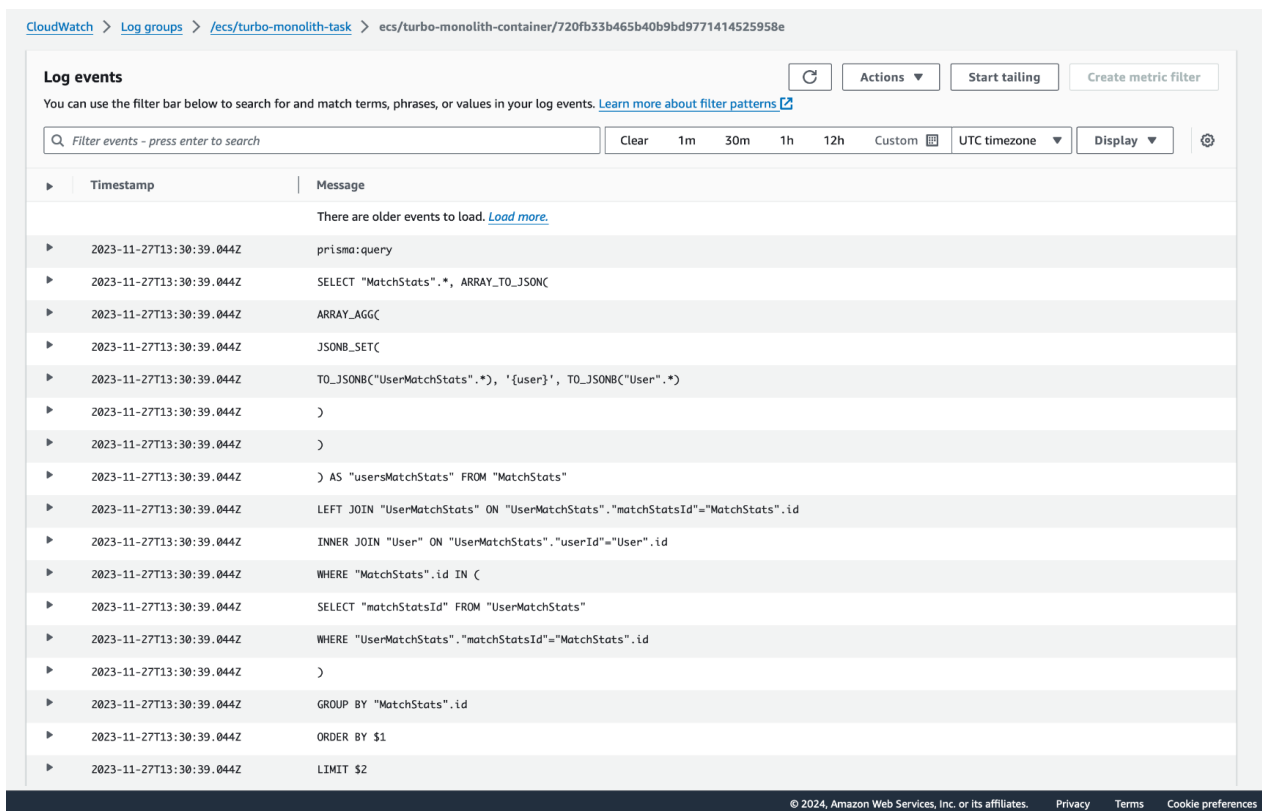 CloudWatch > Log groups > /ecs/turbo-monolith-task > ecs/turbo-monolith-container/720fb33b465b40b9bd9771414525958e
Log events
Actions ▼ Start tailing Create metric filter
You can use the filter bar below to search for and match terms, phrases, or values in your log events. Learn more about filter patterns
Filter events - press enter to search Clear 1m 30m 1h 12h Custom UTC timezone ▼ Display ▼
Timestamp Message
There are older events to load. Load more.
2023-11-27T13:30:39.044Z prisma:query
2023-11-27T13:30:39.044Z SELECT "MatchStats".*, ARRAY_TO_JSON(
2023-11-27T13:30:39.044Z ARRAY_AGG(
2023-11-27T13:30:39.044Z JSONB_SET(
2023-11-27T13:30:39.044Z TO_JSONB("UserMatchStats".*), '{user}', TO_JSONB("User".*)
2023-11-27T13:30:39.044Z )
2023-11-27T13:30:39.044Z )
2023-11-27T13:30:39.044Z ) AS "usersMatchStats" FROM "MatchStats"
2023-11-27T13:30:39.044Z LEFT JOIN "UserMatchStats" ON "UserMatchStats"."matchStatsId"="MatchStats".id
2023-11-27T13:30:39.044Z INNER JOIN "User" ON "UserMatchStats"."userId"="User".id
2023-11-27T13:30:39.044Z WHERE "MatchStats".id IN (
2023-11-27T13:30:39.044Z SELECT "matchStatsId" FROM "UserMatchStats"
2023-11-27T13:30:39.044Z WHERE "UserMatchStats"."matchStatsId"="MatchStats".id
2023-11-27T13:30:39.044Z )
2023-11-27T13:30:39.044Z GROUP BY "MatchStats".id
2023-11-27T13:30:39.044Z ORDER BY $1
2023-11-27T13:30:39.044Z LIMIT $2
© 2024, Amazon Web Services, Inc. or its affiliates. Privacy Terms Cookie preferences